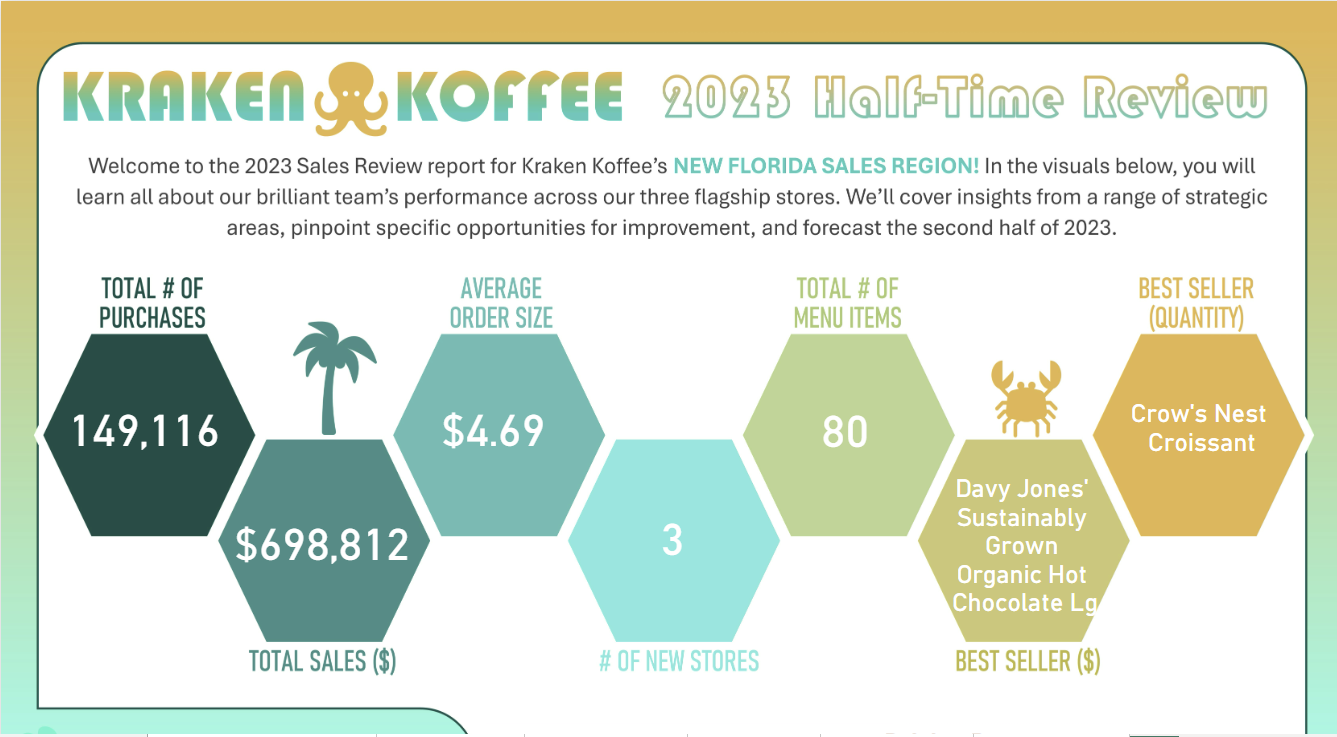 KRAKEN KOFFEE 2023 Half-Time Review
Welcome to the 2023 Sales Review report for Kraken Koffee's NEW FLORIDA SALES REGION! In the visuals below, you will
learn all about our brilliant team's performance across our three flagship stores. We'll cover insights from a range of strategic
areas, pinpoint specific opportunities for improvement, and forecast the second half of 2023.
TOTAL # OF
PURCHASES
149,116
$698,812
TOTAL SALES ($)
AVERAGE
ORDER SIZE
$4.69
3
# OF NEW STORES
TOTAL # OF
MENU ITEMS
80
Davy Jones'
Sustainably
Grown
Organic Hot
Chocolate Lg
BEST SELLER ($)
BEST SELLER
(QUANTITY)
Crow's Nest
Croissant